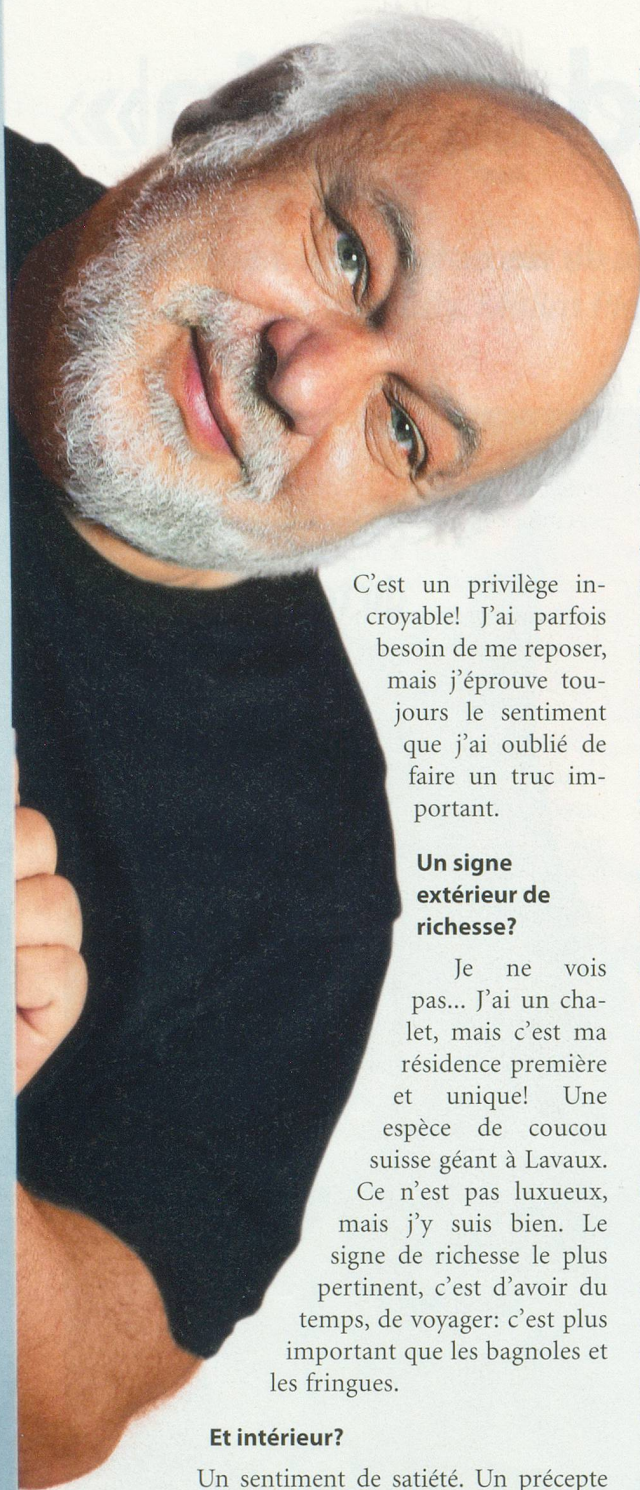 C'est un privilège in-
croyable! J'ai parfois
besoin de me reposer,
mais j'éprouve tou-
jours le sentiment
que j'ai oublié de
faire un truc im-
portant.
Un signe
extérieur de
richesse?
Je ne vois
pas... J'ai un cha-
let, mais c'est ma
résidence première
et unique! Une
espèce de coucou
suisse géant à Lavaux.
Ce n'est pas luxueux,
mais j'y suis bien. Le
signe de richesse le plus
pertinent, c'est d'avoir du
temps, de voyager: c'est plus
important que les bagnoles et
les fringues.
Et intérieur?
Un sentiment de satiété. Un précepte